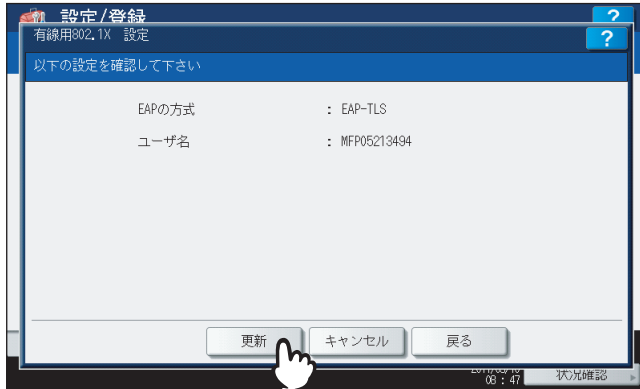 設定/登録
?
有線用802.1X 設定
?
以下の設定を確認して下さい
EAPの方式 : EAP-TLS
ユーザ名 : MFP05213494
更新
キャンセル
戻る
08 : 47
状況確認